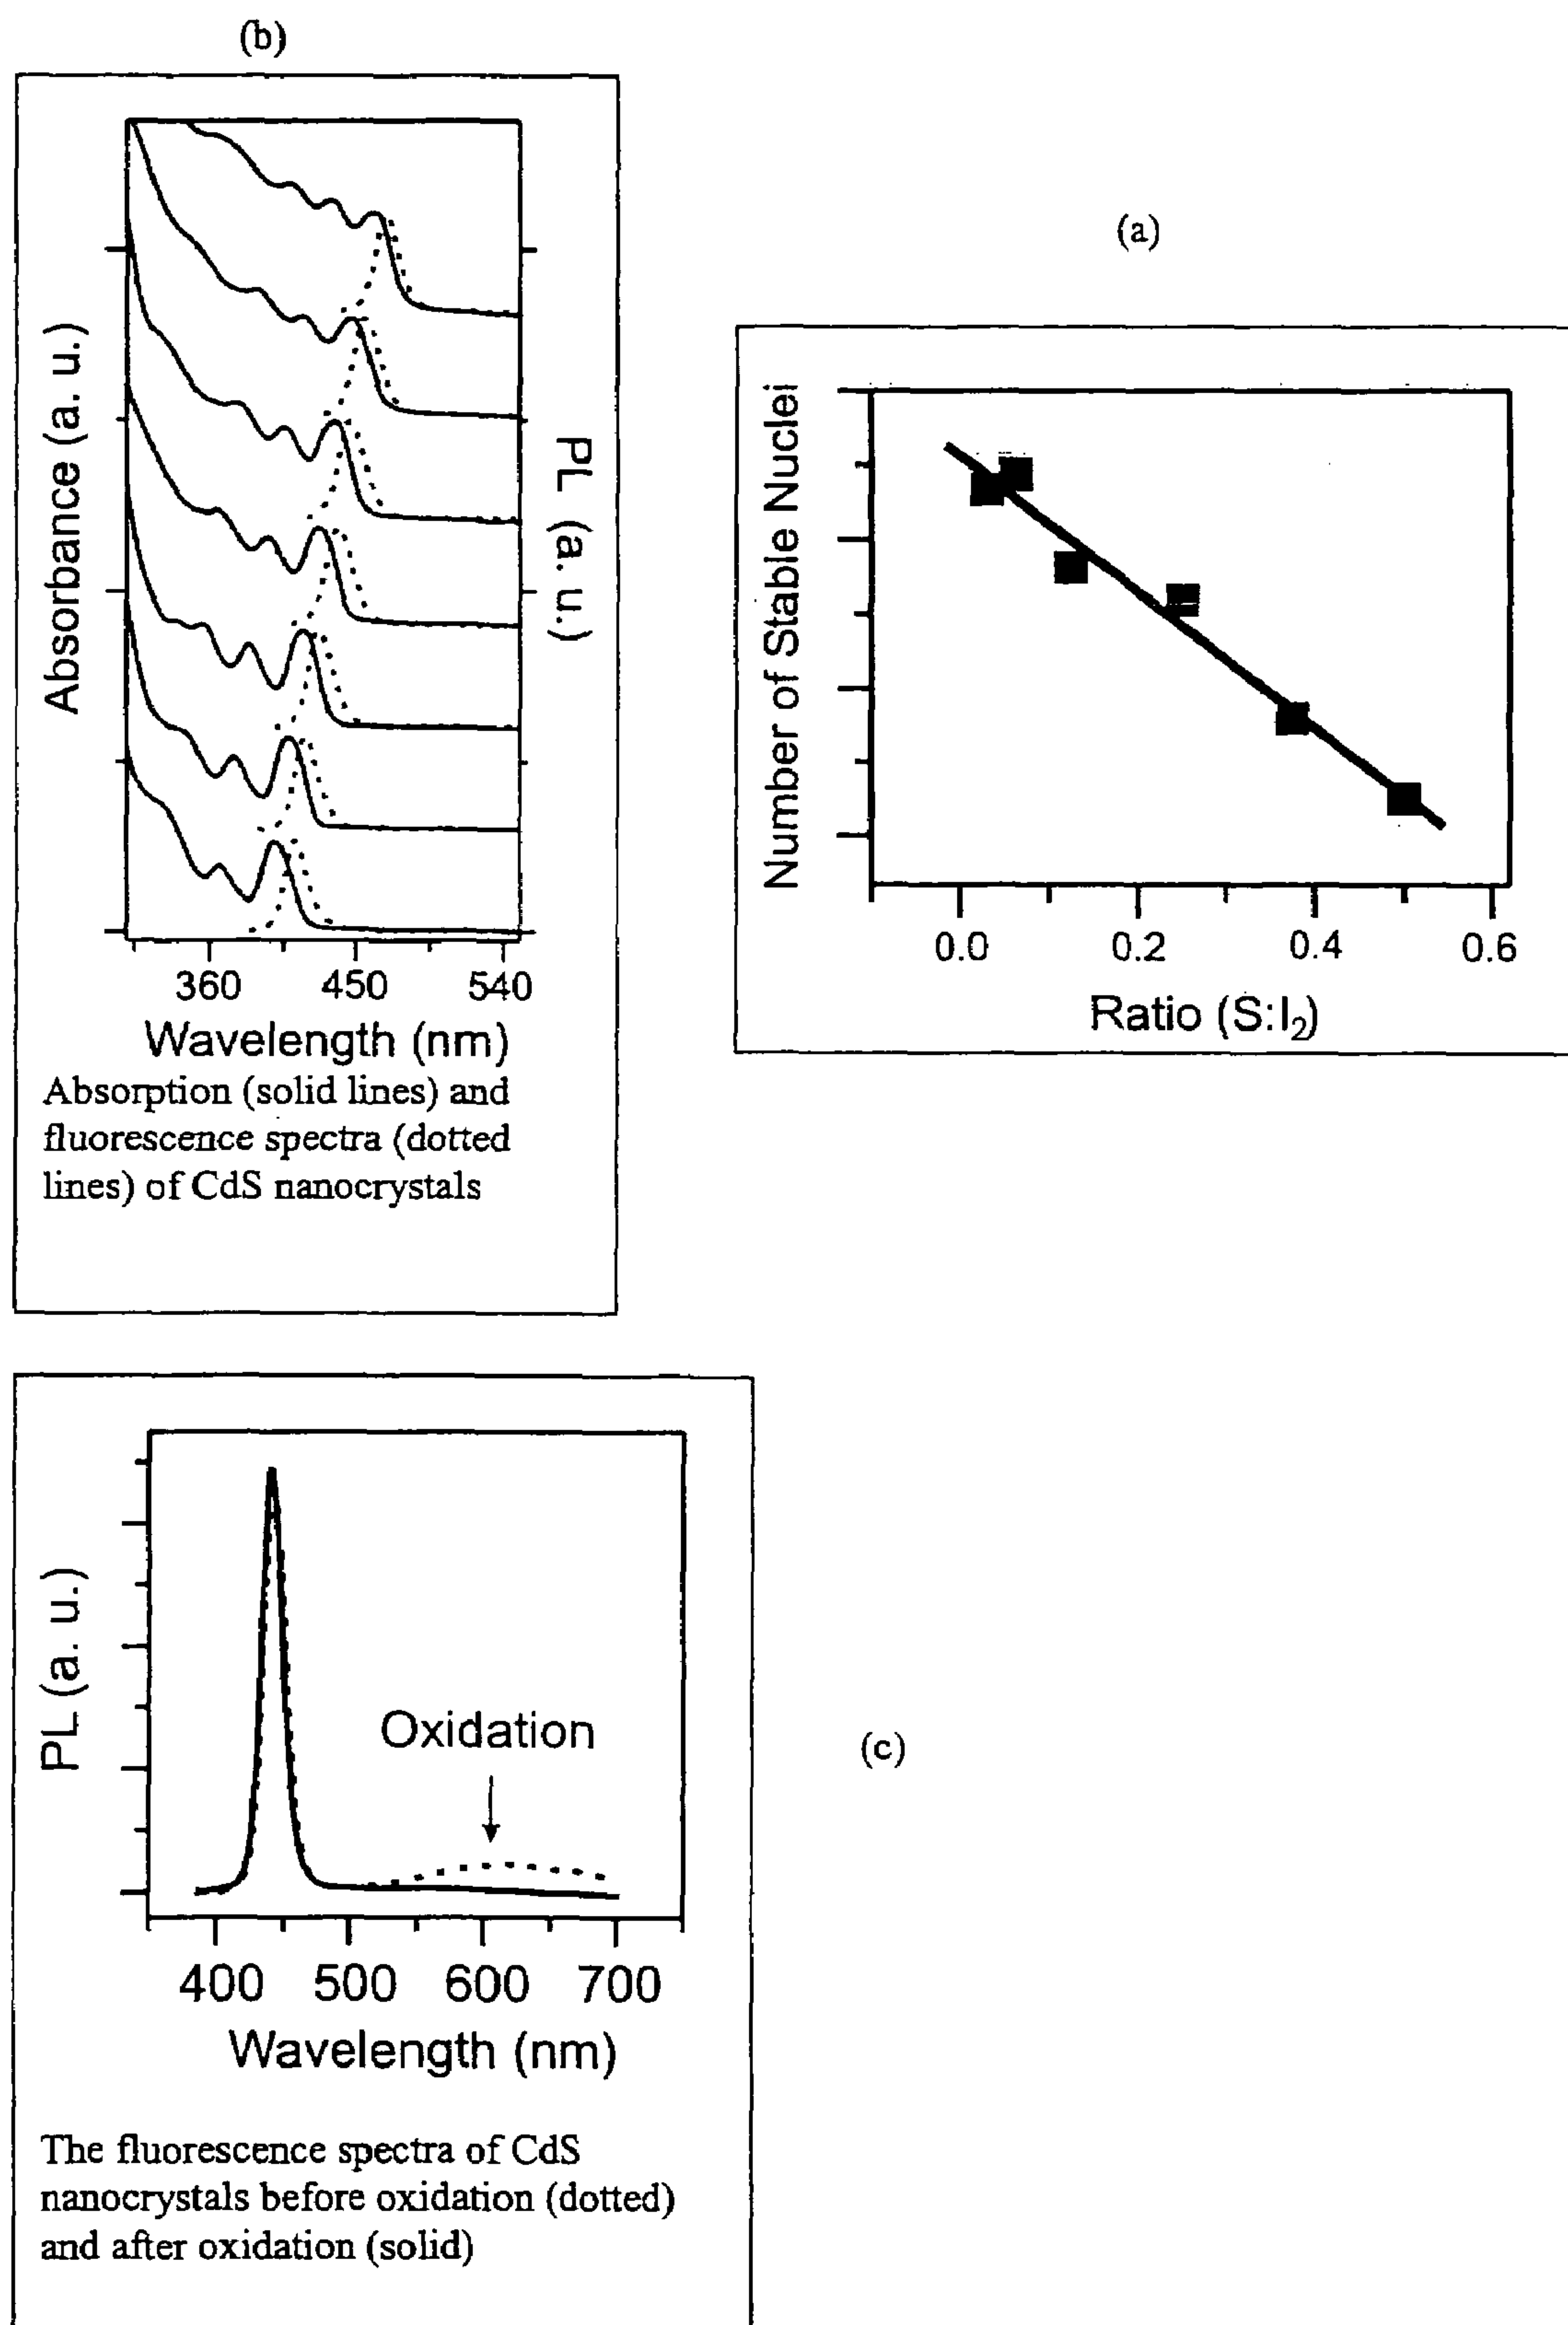 (b)
Absorbance (a. u.)
PL (a. u.)
360 450 540
Wavelength (nm)
Absorption (solid lines) and
fluorescence spectra (dotted
lines) of CdS nanocrystals
(a)
Number of Stable Nuclei
0.0 0.2 0.4 0.6
Ratio (S:I₂)
PL (a. u.)
Oxidation
400 500 600 700
Wavelength (nm)
The fluorescence spectra of CdS
nanocrystals before oxidation (dotted)
and after oxidation (solid)
(c)